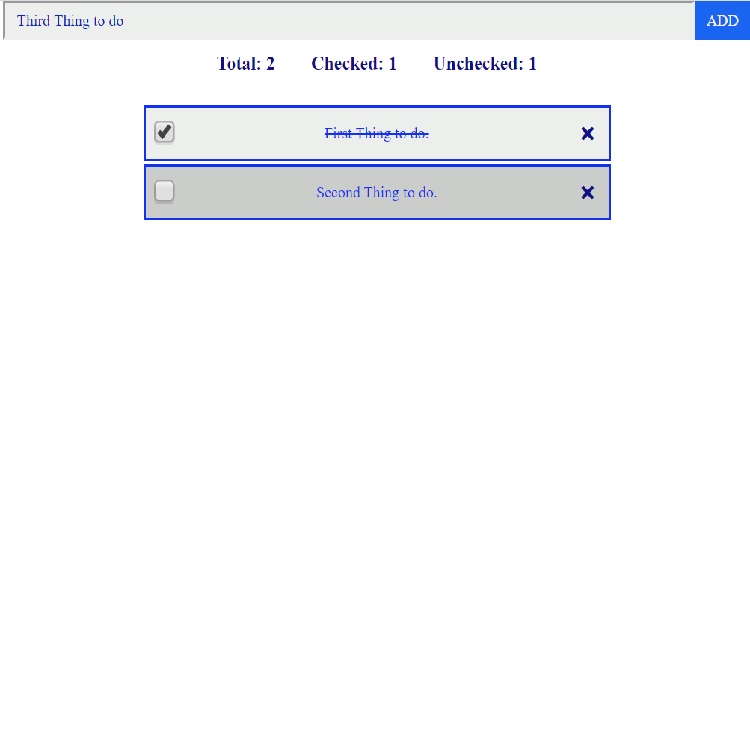 Third Thing to do ADD
Total: 2 Checked: 1 Unchecked: 1
First Thing to do.
Second Thing to do.